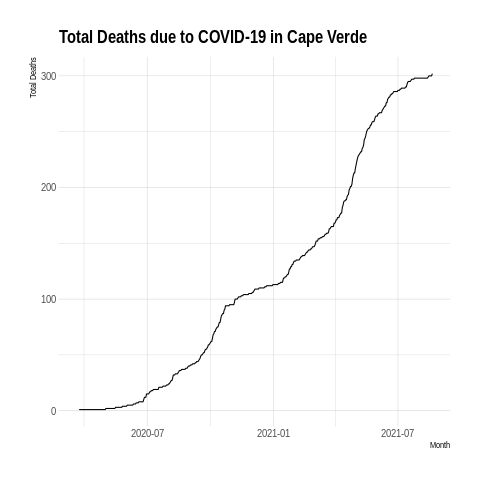 Total Deaths due to COVID-19 in Cape Verde
Total Deaths
300
200
100
0
2020-07
2021-01
2021-07
Month